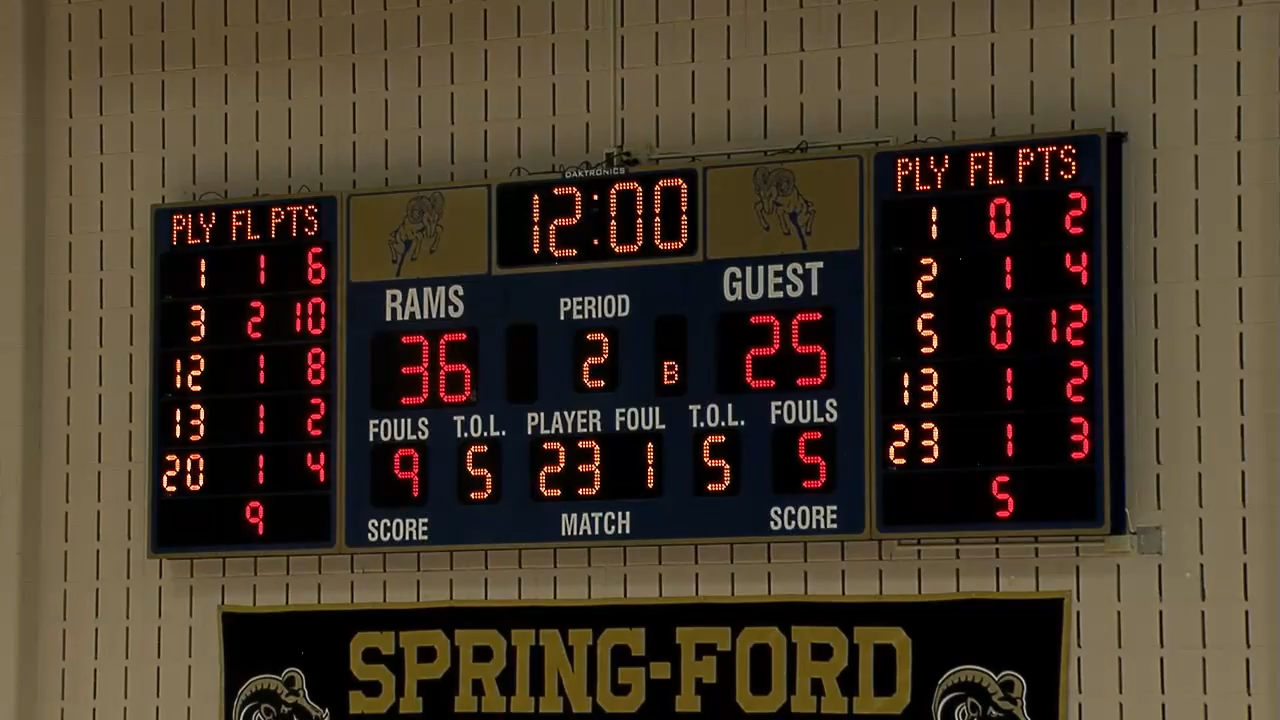 DAKTRONICS
12:00
PLY FL PTS
1 1 6
3 2 10
12 1 8
13 1 2
20 1 4
9
RAMS PERIOD GUEST
36 2 B 25
FOULS T.O.L. PLAYER FOUL T.O.L. FOULS
9 5 23 1 5 5
SCORE MATCH SCORE
PLY FL PTS
1 0 2
2 1 4
5 0 12
13 1 2
23 1 3
5
SPRING-FORD